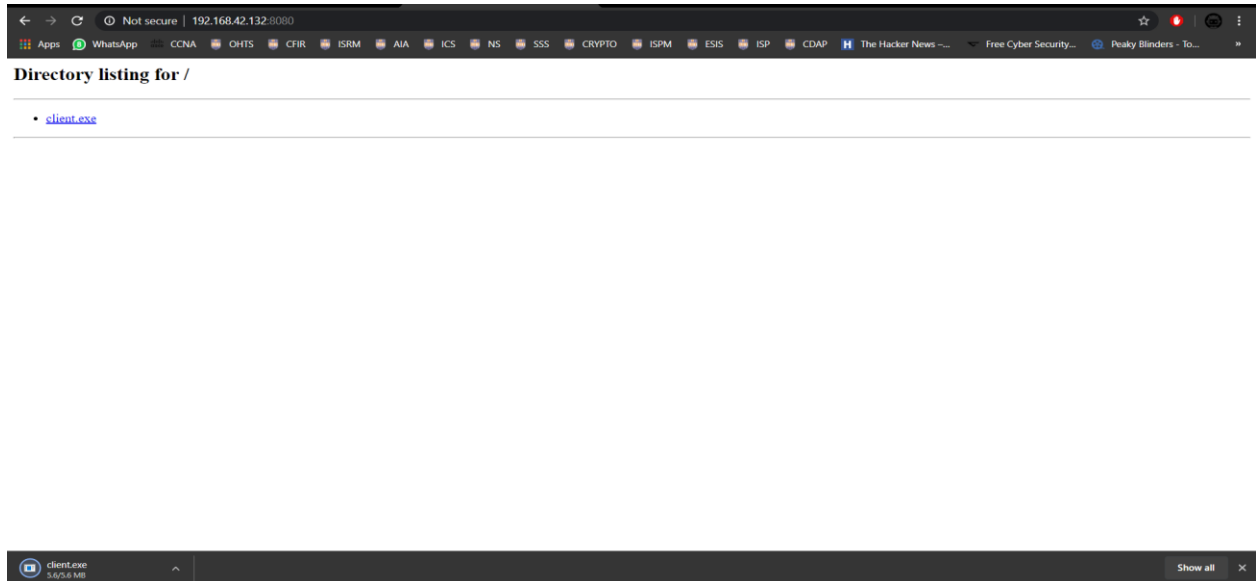 Not secure | 192.168.42.132:8080
Apps WhatsApp CCNA OHTS CFIR ISRM AIA ICS NS SSS CRYPTO ISPM ESIS ISP CDAP H The Hacker News –... Free Cyber Security... Peaky Blinders - To... »
Directory listing for /
• client.exe
client.exe
5.6/5.6 MB
Show all